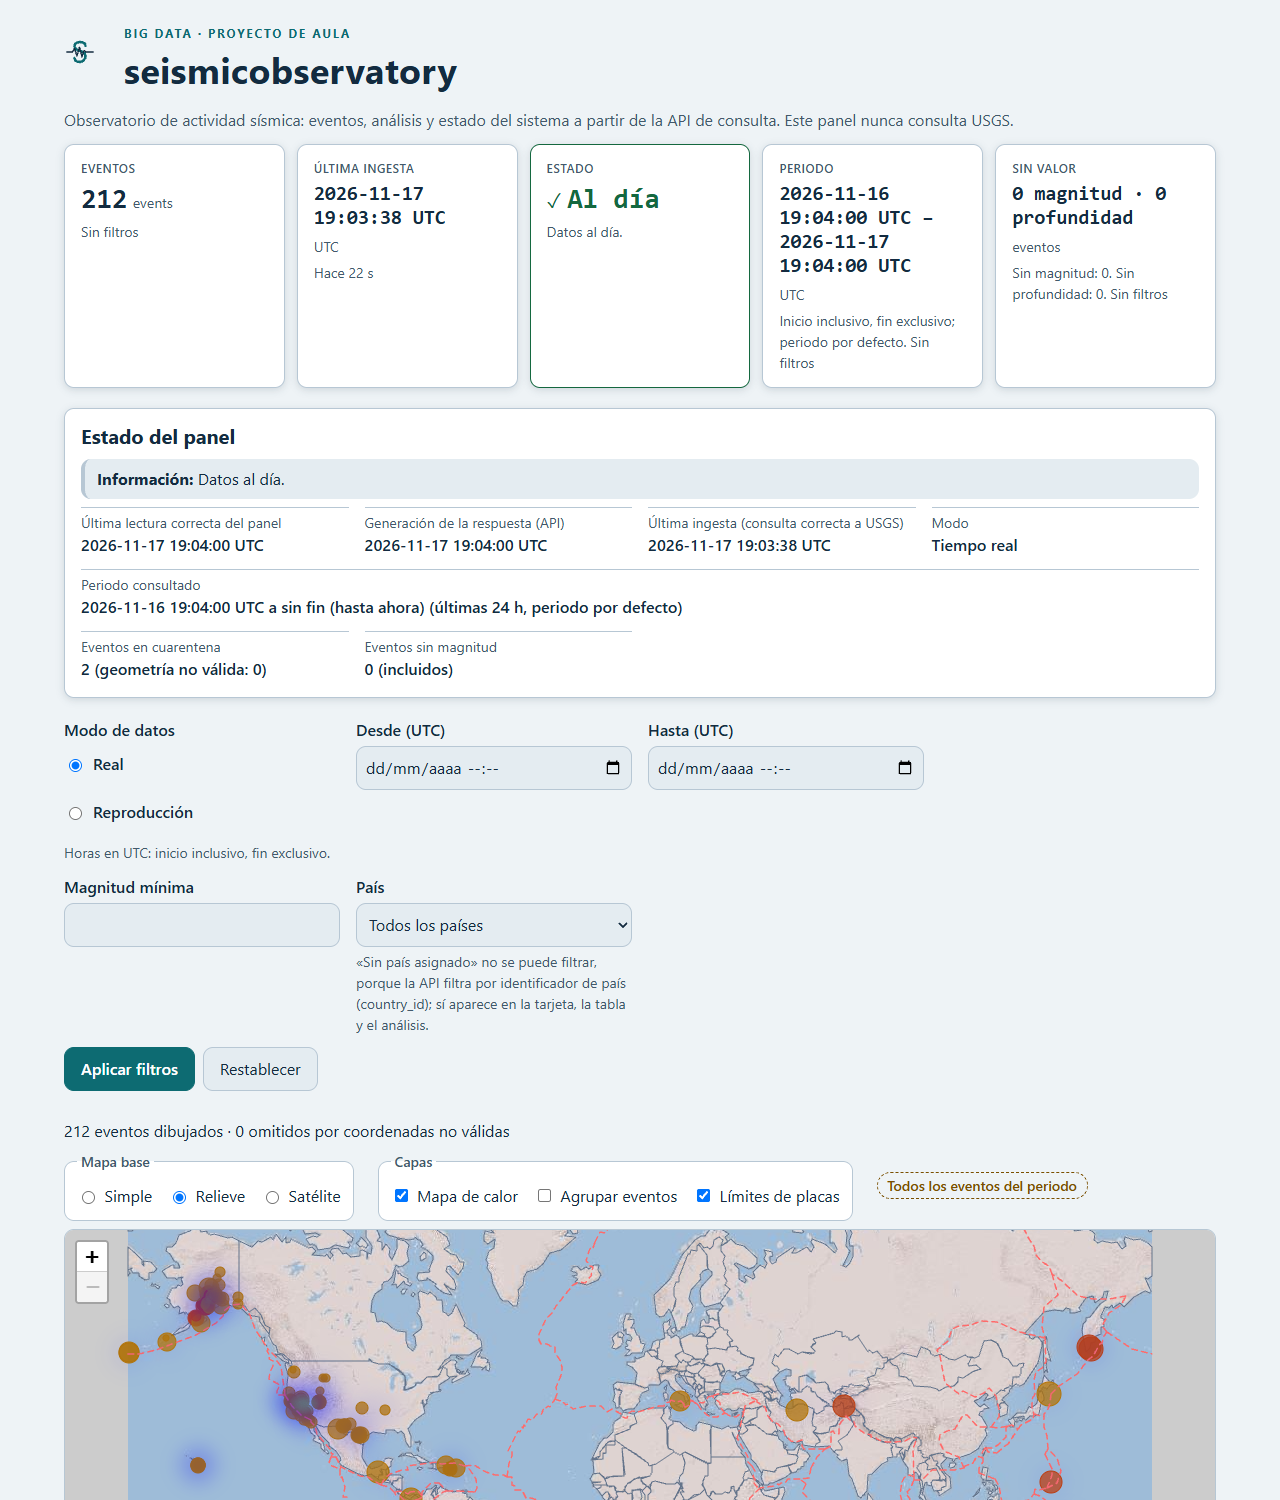 BIG DATA · PROYECTO DE AULA
seismicobservatory
Observatorio de actividad sísmica: eventos, análisis y estado del sistema a partir de la API de consulta. Este panel nunca consulta USGS.
EVENTOS
212 events
Sin filtros
ÚLTIMA INGESTA
2026-11-17
19:03:38 UTC
UTC
Hace 22 s
ESTADO
✓ Al día
Datos al día.
PERIODO
2026-11-16
19:04:00 UTC –
2026-11-17
19:04:00 UTC
UTC
Inicio inclusivo, fin exclusivo;
periodo por defecto. Sin
filtros
SIN VALOR
0 magnitud · 0
profundidad
eventos
Sin magnitud: 0. Sin
profundidad: 0. Sin filtros
Estado del panel
Información: Datos al día.
Última lectura correcta del panel
2026-11-17 19:04:00 UTC
Generación de la respuesta (API)
2026-11-17 19:04:00 UTC
Última ingesta (consulta correcta a USGS)
2026-11-17 19:03:38 UTC
Modo
Tiempo real
Periodo consultado
2026-11-16 19:04:00 UTC a sin fin (hasta ahora) (últimas 24 h, periodo por defecto)
Eventos en cuarentena
2 (geometría no válida: 0)
Eventos sin magnitud
0 (incluidos)
Modo de datos
Real
Reproducción
Desde (UTC)
dd/mm/aaaa --:--
Hasta (UTC)
dd/mm/aaaa --:--
Horas en UTC: inicio inclusivo, fin exclusivo.
Magnitud mínima
País
Todos los países
«Sin país asignado» no se puede filtrar,
porque la API filtra por identificador de país
(country_id); sí aparece en la tarjeta, la tabla
y el análisis.
Aplicar filtros
Restablecer
212 eventos dibujados · 0 omitidos por coordenadas no válidas
Mapa base
Simple
Relieve
Satélite
Capas
Mapa de calor
Agrupar eventos
Límites de placas
Todos los eventos del periodo
+
−